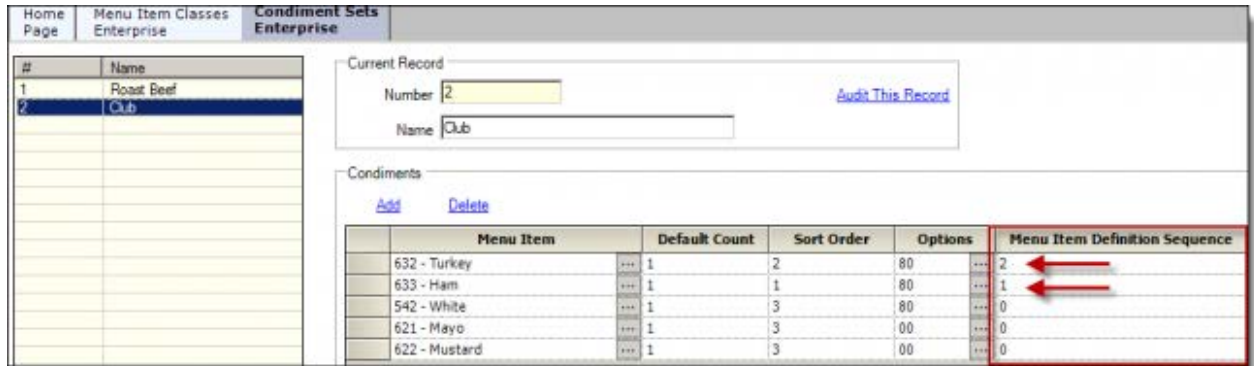 Home Page
Menu Item Classes Enterprise
Condiment Sets Enterprise
# Name
1 Roast Beef
2 Club
Current Record
Number 2
Audit This Record
Name Club
Condiments
Add Delete
Menu Item Default Count Sort Order Options Menu Item Definition Sequence
632 - Turkey ... 1 2 80 ... 2
633 - Ham ... 1 1 80 ... 1
542 - White ... 1 3 80 ... 0
621 - Mayo ... 1 3 00 ... 0
622 - Mustard ... 1 3 00 ... 0